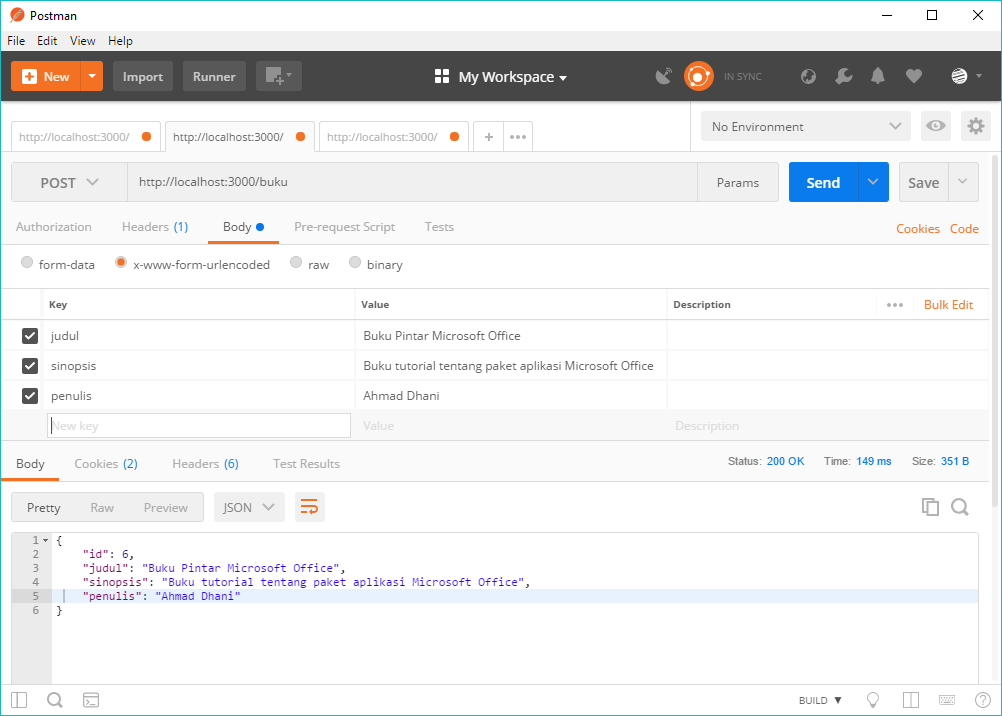 Postman
File Edit View Help
New Import Runner My Workspace IN SYNC
http://localhost:3000/ http://localhost:3000/ http://localhost:3000/ + ••• No Environment
POST http://localhost:3000/buku Params Send Save
Authorization Headers (1) Body Pre-request Script Tests Cookies Code
form-data x-www-form-urlencoded raw binary
Key Value Description ••• Bulk Edit
judul Buku Pintar Microsoft Office
sinopsis Buku tutorial tentang paket aplikasi Microsoft Office
penulis Ahmad Dhani
New key Value Description
Body Cookies (2) Headers (6) Test Results Status: 200 OK Time: 149 ms Size: 351 B
Pretty Raw Preview JSON
1 {
2 "id": 6,
3 "judul": "Buku Pintar Microsoft Office",
4 "sinopsis": "Buku tutorial tentang paket aplikasi Microsoft Office",
5 "penulis": "Ahmad Dhani"
6 }
BUILD ?